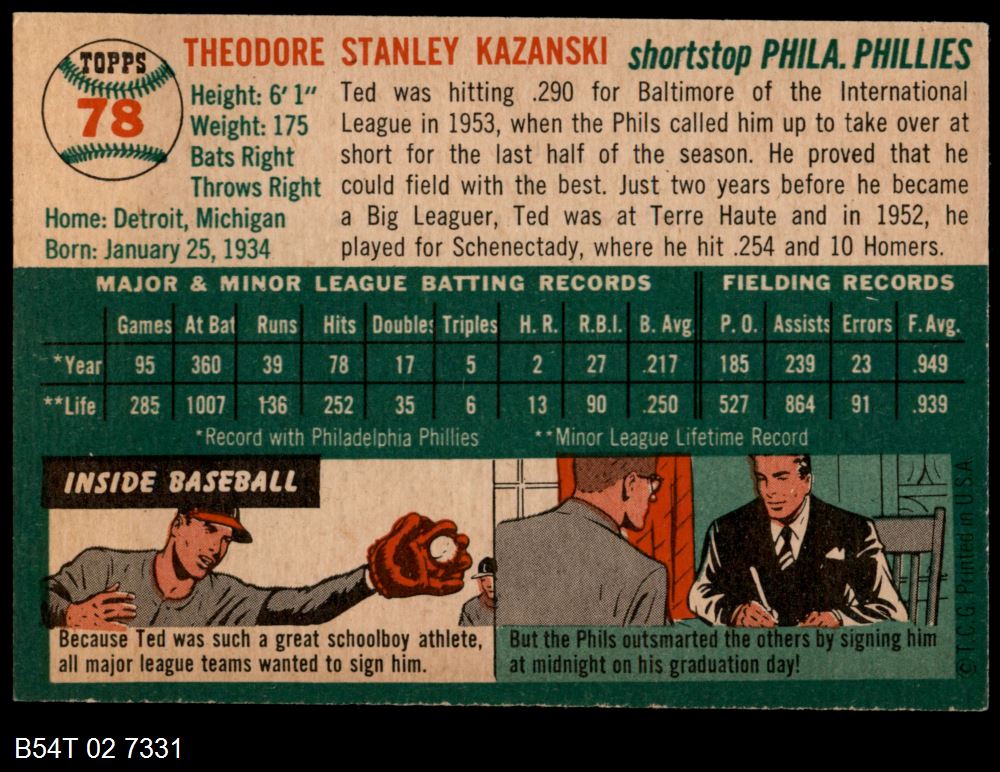 TOPPS
78
THEODORE STANLEY KAZANSKI shortstop PHILA. PHILLIES
Height: 6' 1"
Weight: 175
Bats Right
Throws Right
Home: Detroit, Michigan
Born: January 25, 1934
Ted was hitting .290 for Baltimore of the International
League in 1953, when the Phils called him up to take over at
short for the last half of the season. He proved that he
could field with the best. Just two years before he became
a Big Leaguer, Ted was at Terre Haute and in 1952, he
played for Schenectady, where he hit .254 and 10 Homers.
MAJOR & MINOR LEAGUE BATTING RECORDS FIELDING RECORDS
Games At Bat Runs Hits Doubles Triples H. R. R.B.I. B. Avg. P. O. Assists Errors F. Avg.
*Year 95 360 39 78 17 5 2 27 .217 185 239 23 .949
**Life 285 1007 136 252 35 6 13 90 .250 527 864 91 .939
*Record with Philadelphia Phillies **Minor League Lifetime Record
INSIDE BASEBALL
Because Ted was such a great schoolboy athlete,
all major league teams wanted to sign him.
But the Phils outsmarted the others by signing him
at midnight on his graduation day!
© T. C. G. Printed in U.S.A.
B54T 02 7331